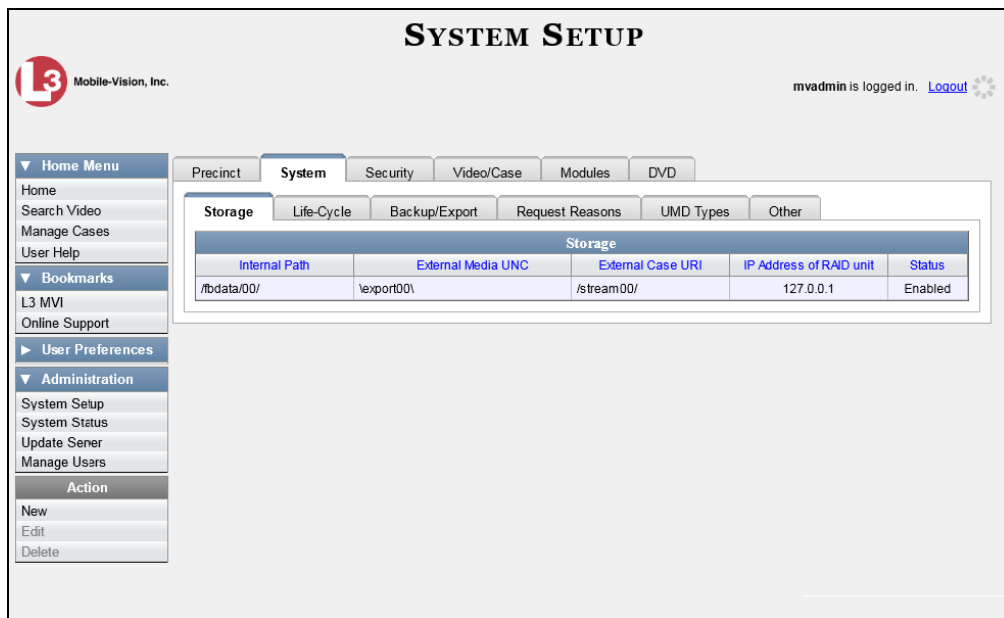 SYSTEM SETUP
L3 Mobile-Vision, Inc.
mvadmin is logged in. Logout
▼ Home Menu
Home
Search Video
Manage Cases
User Help
▼ Bookmarks
L3 MVI
Online Support
► User Preferences
▼ Administration
System Setup
System Status
Update Server
Manage Users
Action
New
Edit
Delete
Precinct System Security Video/Case Modules DVD
Storage Life-Cycle Backup/Export Request Reasons UMD Types Other
Storage
Internal Path External Media UNC External Case URI IP Address of RAID unit Status
/fbdata/00/ \export00\ /stream00/ 127.0.0.1 Enabled